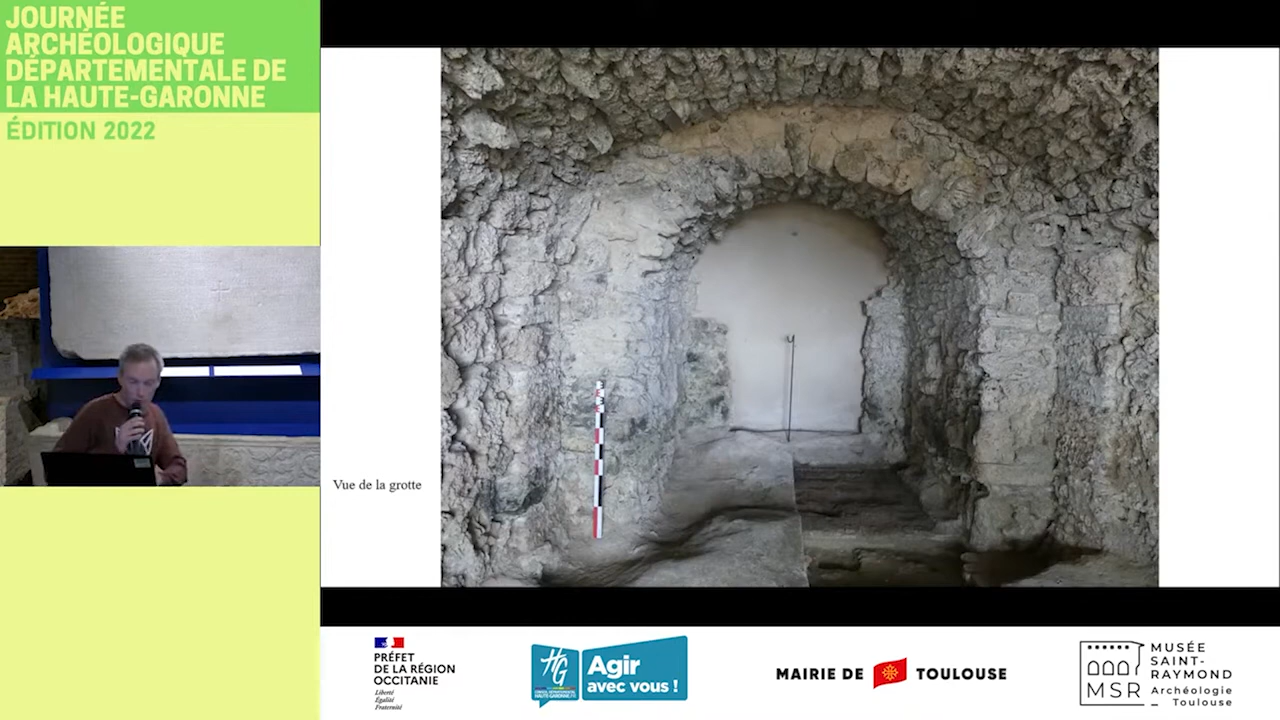 JOURNÉE
ARCHÉOLOGIQUE
DÉPARTEMENTALE DE
LA HAUTE-GARONNE
ÉDITION 2022
Vue de la grotte
PRÉFET
DE LA RÉGION
OCCITANIE
Liberté
Égalité
Fraternité
HG
Agir
avec vous !
MAIRIE DE TOULOUSE
MSR
MUSÉE
SAINT-
RAYMOND
Archéologie
Toulouse